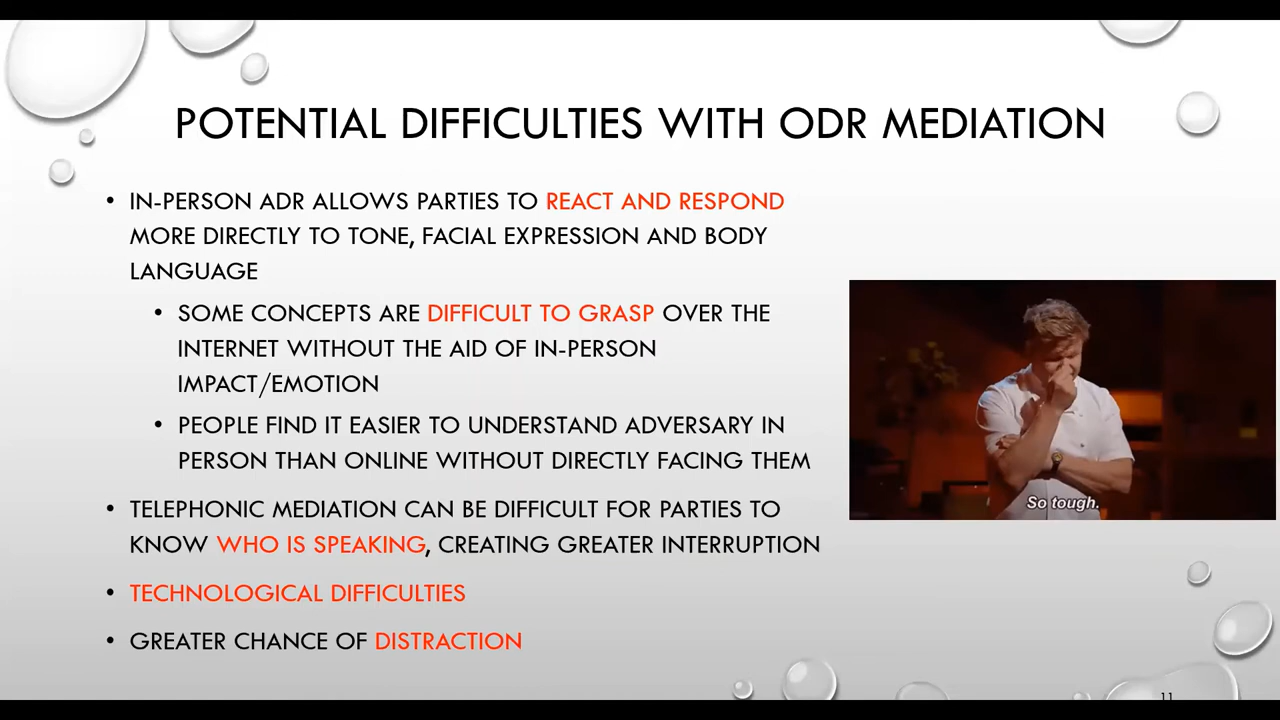 POTENTIAL DIFFICULTIES WITH ODR MEDIATION
• IN-PERSON ADR ALLOWS PARTIES TO REACT AND RESPOND
MORE DIRECTLY TO TONE, FACIAL EXPRESSION AND BODY
LANGUAGE
• SOME CONCEPTS ARE DIFFICULT TO GRASP OVER THE
INTERNET WITHOUT THE AID OF IN-PERSON
IMPACT/EMOTION
• PEOPLE FIND IT EASIER TO UNDERSTAND ADVERSARY IN
PERSON THAN ONLINE WITHOUT DIRECTLY FACING THEM
• TELEPHONIC MEDIATION CAN BE DIFFICULT FOR PARTIES TO
KNOW WHO IS SPEAKING, CREATING GREATER INTERRUPTION
• TECHNOLOGICAL DIFFICULTIES
• GREATER CHANCE OF DISTRACTION
So tough.
11